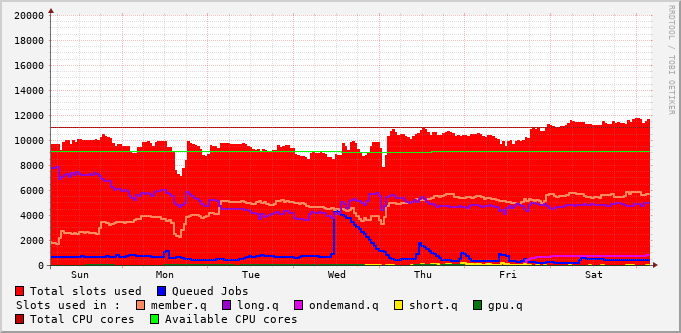 RRDTOOL / TOBI OETIKER
20000
18000
16000
14000
12000
10000
8000
6000
4000
2000
0
Sun Mon Tue Wed Thu Fri Sat
Total slots used Queued Jobs
Slots used in : member.q long.q ondemand.q short.q gpu.q
Total CPU cores Available CPU cores